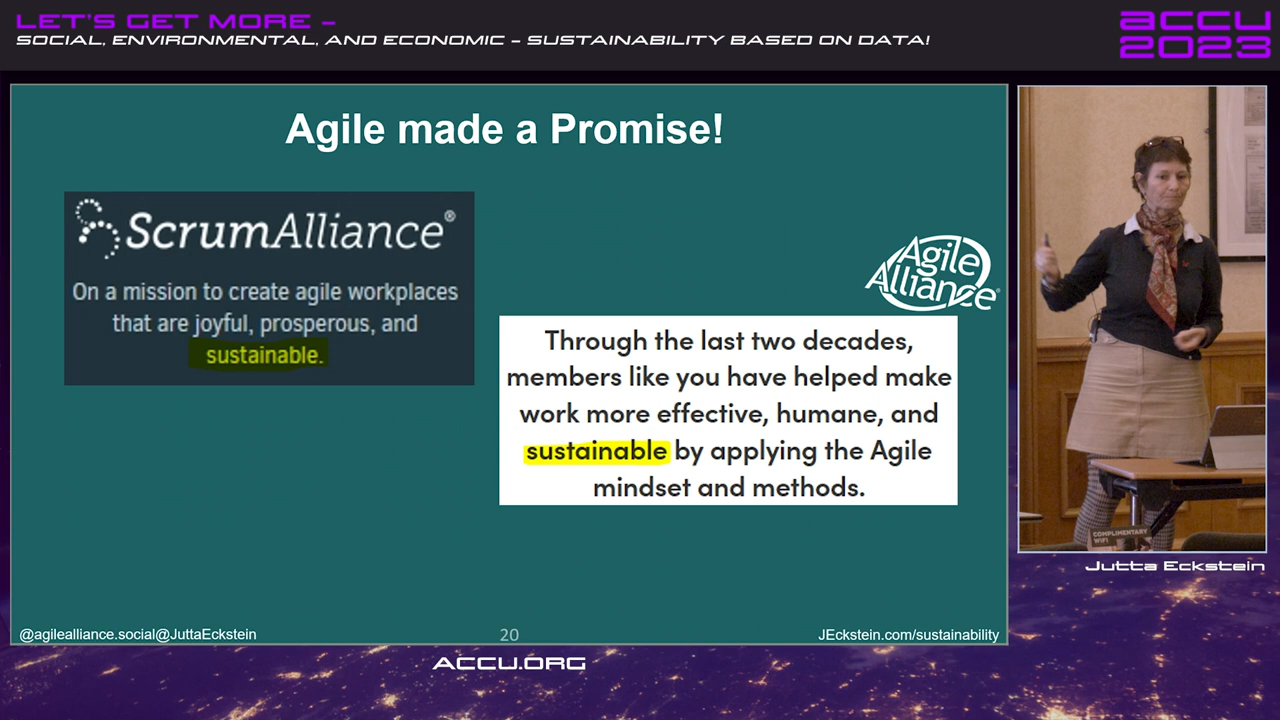 LET'S GET MORE –
SOCIAL, ENVIRONMENTAL, AND ECONOMIC – SUSTAINABILITY BASED ON DATA!
ACCU
2023
Agile made a Promise!
ScrumAlliance®
On a mission to create agile workplaces
that are joyful, prosperous, and
sustainable.
Agile
Alliance®
Through the last two decades,
members like you have helped make
work more effective, humane, and
sustainable by applying the Agile
mindset and methods.
@agilealliance.social@JuttaEckstein
20
JEckstein.com/sustainability
COMPLIMENTARY
WIFI
Jutta Eckstein
ACCU.ORG